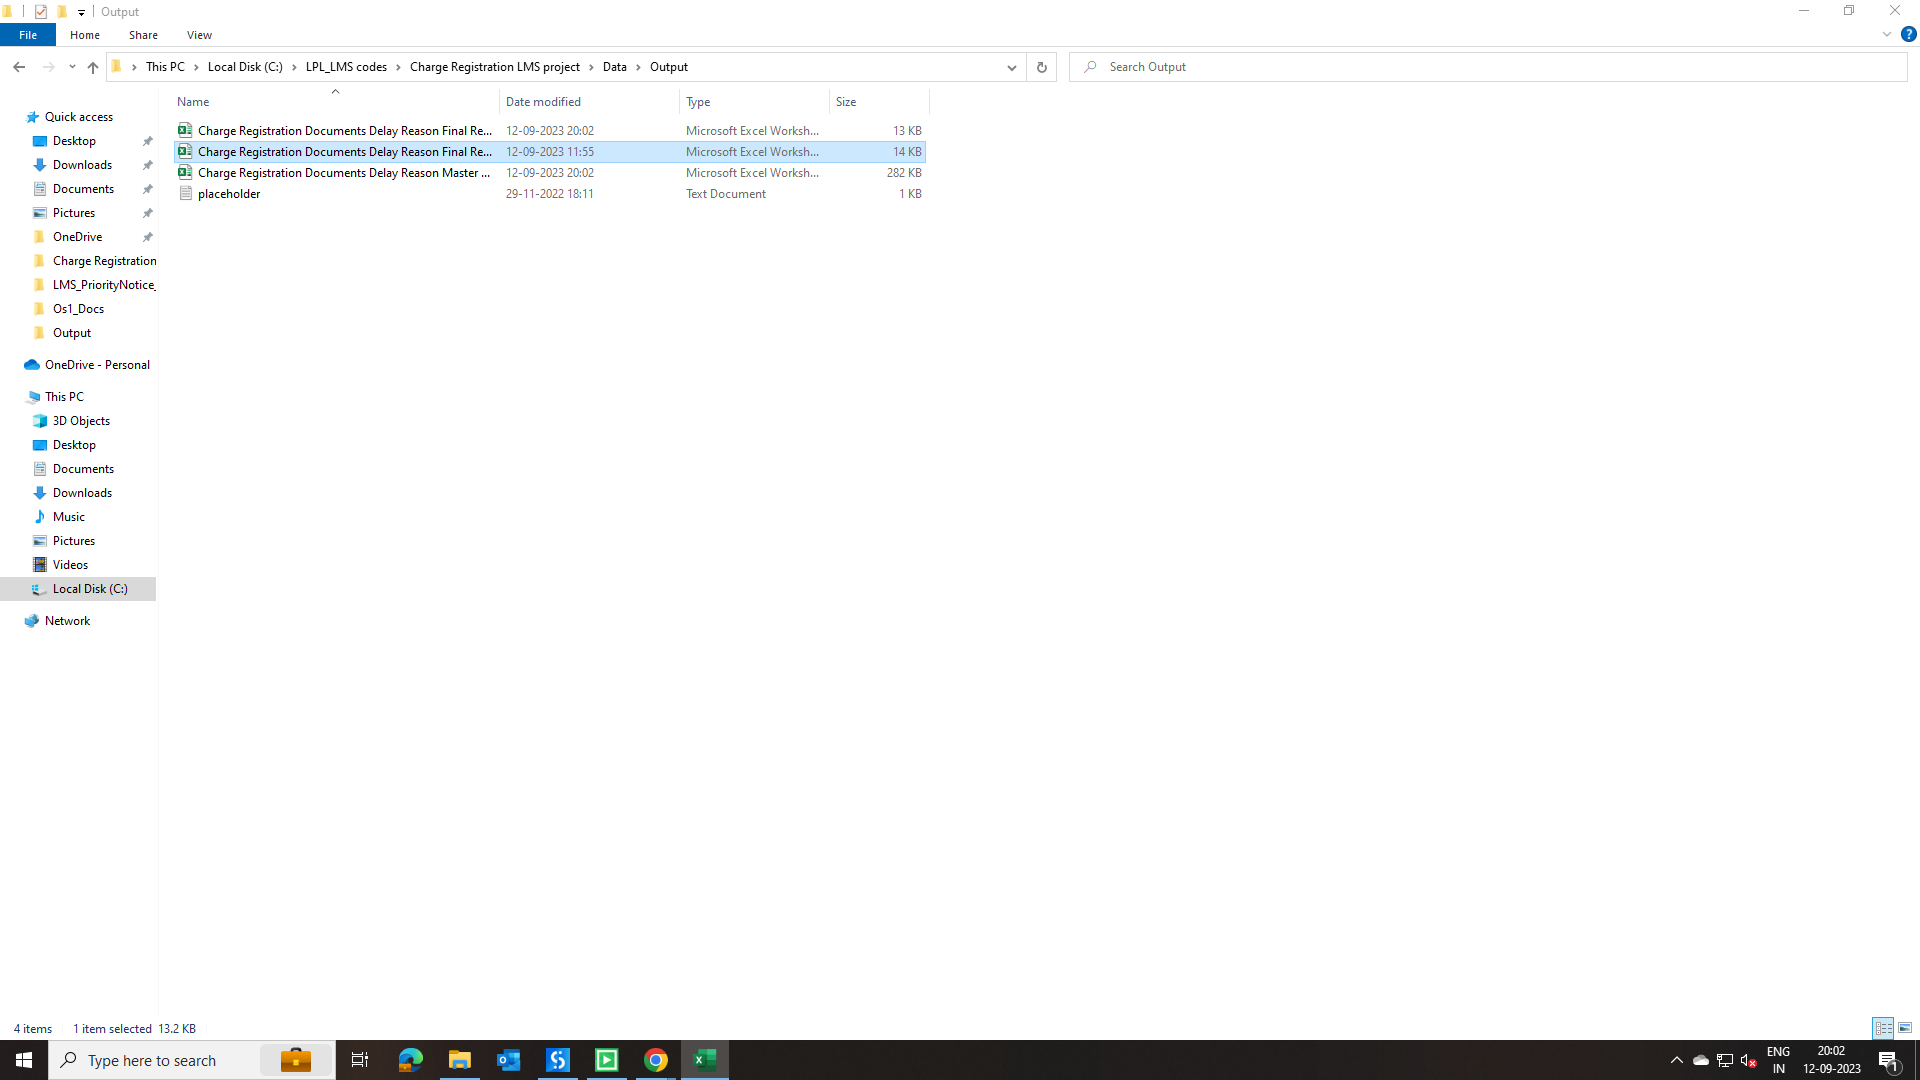 Output
File Home Share View
This PC Local Disk (C:) LPL_LMS codes Charge Registration LMS project Data Output
Search Output
Name Date modified Type Size
Charge Registration Documents Delay Reason Final Re... 12-09-2023 20:02 Microsoft Excel Worksh... 13 KB
Charge Registration Documents Delay Reason Final Re... 12-09-2023 11:55 Microsoft Excel Worksh... 14 KB
Charge Registration Documents Delay Reason Master ... 12-09-2023 20:02 Microsoft Excel Worksh... 282 KB
placeholder 29-11-2022 18:11 Text Document 1 KB
Quick access
Desktop
Downloads
Documents
Pictures
OneDrive
Charge Registration
LMS_PriorityNotice_
Os1_Docs
Output
OneDrive - Personal
This PC
3D Objects
Desktop
Documents
Downloads
Music
Pictures
Videos
Local Disk (C:)
Network
4 items 1 item selected 13.2 KB
Type here to search
ENG
IN
20:02
12-09-2023
1